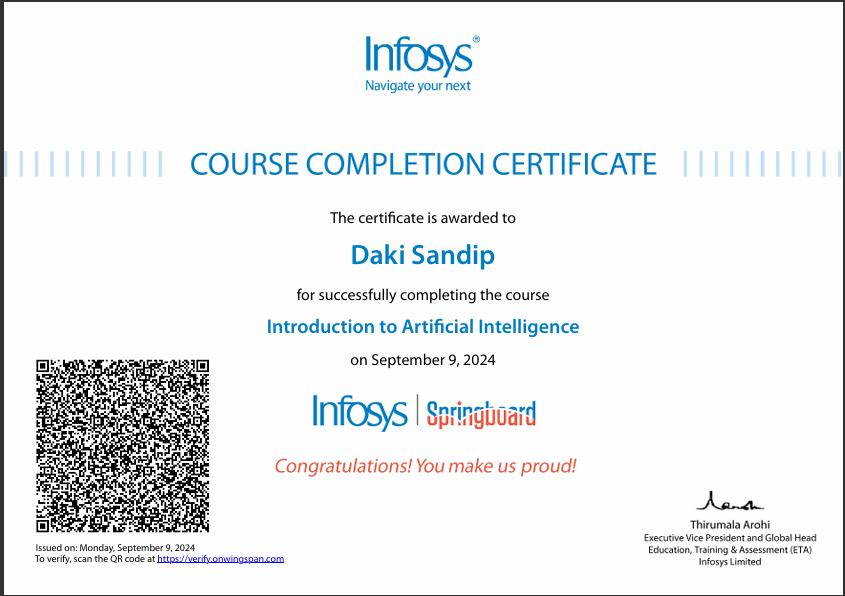 Infosys®
Navigate your next
COURSE COMPLETION CERTIFICATE
The certificate is awarded to
Daki Sandip
for successfully completing the course
Introduction to Artificial Intelligence
on September 9, 2024
Infosys | Springboard
Congratulations! You make us proud!
Issued on: Monday, September 9, 2024
To verify, scan the QR code at https://verify.onwingspan.com
Thirumala Arohi
Executive Vice President and Global Head
Education, Training & Assessment (ETA)
Infosys Limited